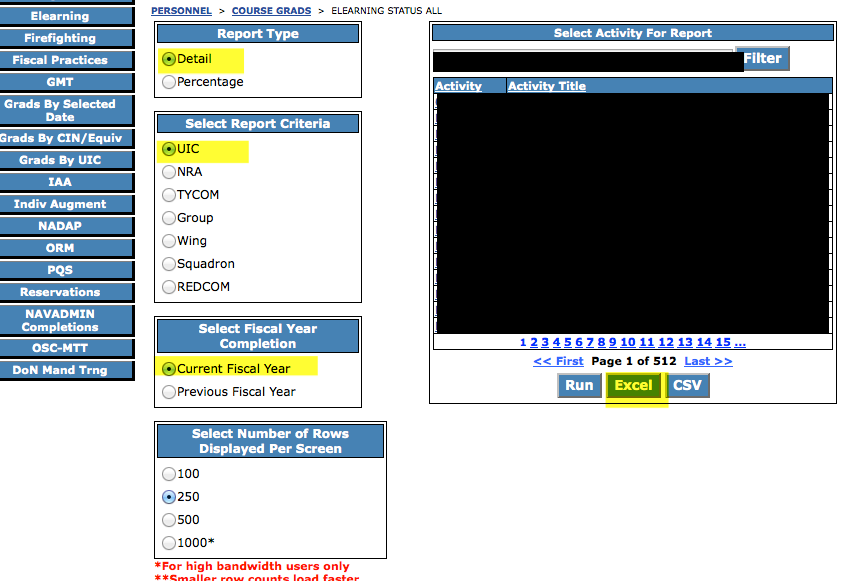 Elearning
Firefighting
Fiscal Practices
GMT
Grads By Selected
Date
Grads By CIN/Equiv
Grads By UIC
IAA
Indiv Augment
NADAP
ORM
PQS
Reservations
NAVADMIN
Completions
OSC-MTT
DoN Mand Trng
PERSONNEL > COURSE GRADS > ELEARNING STATUS ALL
Report Type
Detail
Percentage
Select Report Criteria
UIC
NRA
TYCOM
Group
Wing
Squadron
REDCOM
Select Fiscal Year
Completion
Current Fiscal Year
Previous Fiscal Year
Select Number of Rows
Displayed Per Screen
100
250
500
1000*
*For high bandwidth users only
**Smaller row counts load faster
Select Activity For Report
Filter
Activity Activity Title
1 2 3 4 5 6 7 8 9 10 11 12 13 14 15 ...
<< First Page 1 of 512 Last >>
Run Excel CSV